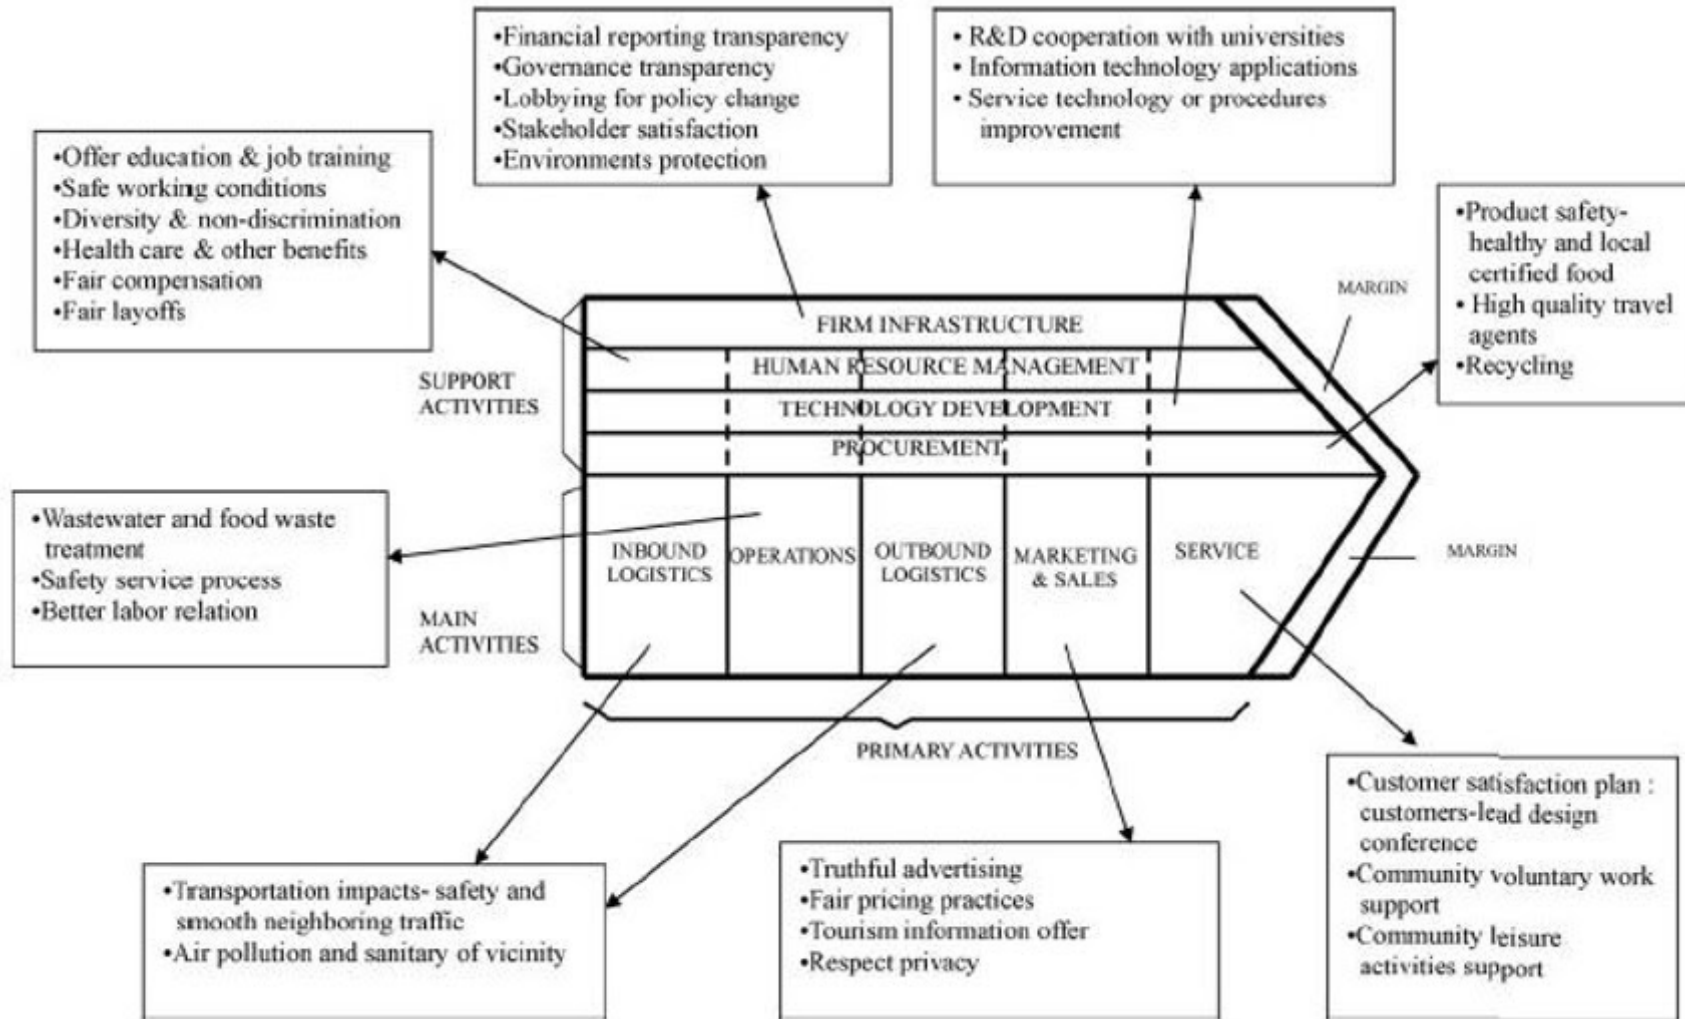 •Financial reporting transparency
•Governance transparency
•Lobbying for policy change
•Stakeholder satisfaction
•Environments protection
• R&D cooperation with universities
• Information technology applications
• Service technology or procedures
improvement
•Offer education & job training
•Safe working conditions
•Diversity & non-discrimination
•Health care & other benefits
•Fair compensation
•Fair layoffs
•Product safety-
healthy and local
certified food
• High quality travel
agents
•Recycling
MARGIN
SUPPORT
ACTIVITIES
FIRM INFRASTRUCTURE
HUMAN RESOURCE MANAGEMENT
TECHNOLOGY DEVELOPMENT
PROCUREMENT
•Wastewater and food waste
treatment
•Safety service process
•Better labor relation
MAIN
ACTIVITIES
INBOUND
LOGISTICS
OPERATIONS
OUTBOUND
LOGISTICS
MARKETING
& SALES
SERVICE
MARGIN
PRIMARY ACTIVITIES
•Transportation impacts- safety and
smooth neighboring traffic
•Air pollution and sanitary of vicinity
•Truthful advertising
•Fair pricing practices
•Tourism information offer
•Respect privacy
•Customer satisfaction plan :
customers-lead design
conference
•Community voluntary work
support
•Community leisure
activities support